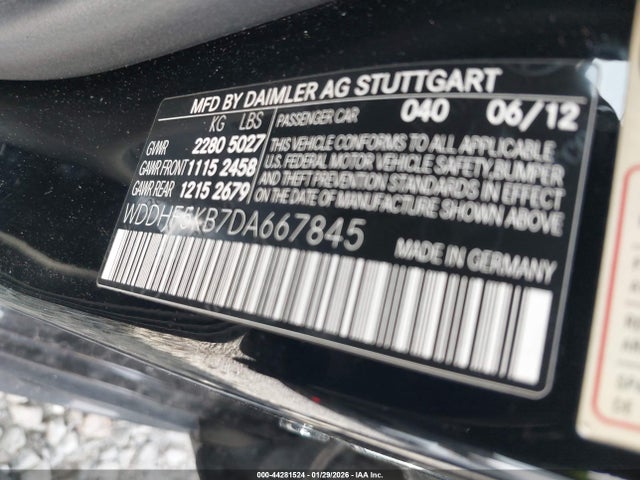 MFD BY DAIMLER AG STUTTGART
KG LBS PASSENGER CAR 040 06/12
GVWR 2280 5027 THIS VEHICLE CONFORMS TO ALL APPLICABLE
GAWR FRONT 1115 2458 U.S. FEDERAL MOTOR VEHICLE SAFETY, BUMPER
GAWR REAR 1215 2679 AND THEFT PREVENTION STANDARDS IN EFFECT
ON THE DATE OF MANUFACTURE SHOWN ABOVE.
WDDHF5KB7DA667845
MADE IN GERMANY
000-44281524 | 01/29/2026 | IAA Inc.